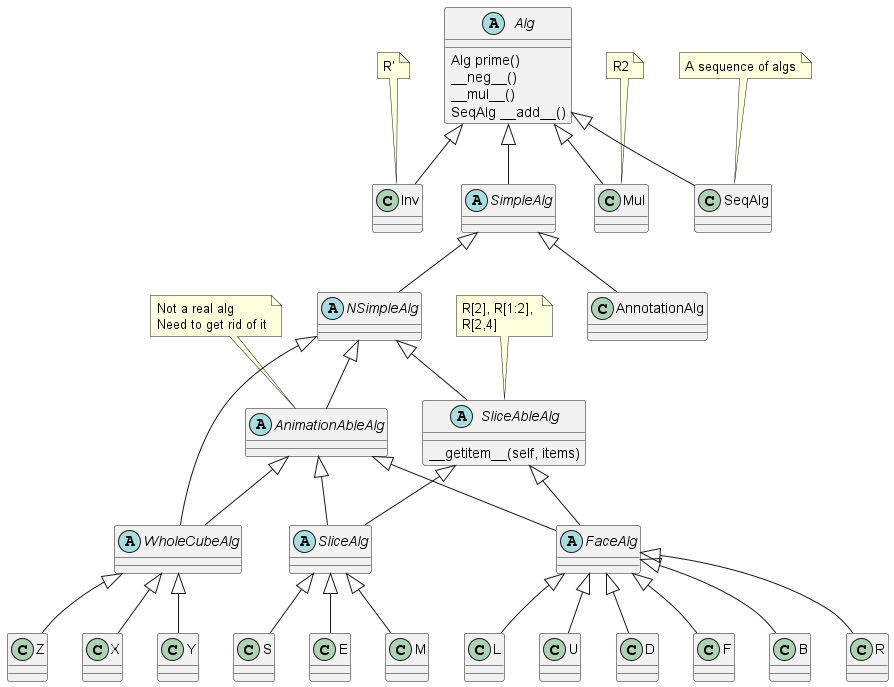 A Alg
Alg prime()
__neg__()
__mul__()
SeqAlg __add__()
R'
R2
A sequence of algs
C Inv
A SimpleAlg
C Mul
C SeqAlg
Not a real alg
Need to get rid of it
A NSimpleAlg
R[2], R[1:2],
R[2,4]
C AnnotationAlg
A AnimationAbleAlg
A SliceAbleAlg
__getitem__(self, items)
A WholeCubeAlg
A SliceAlg
A FaceAlg
C Z
C X
C Y
C S
C E
C M
C L
C U
C D
C F
C B
C R